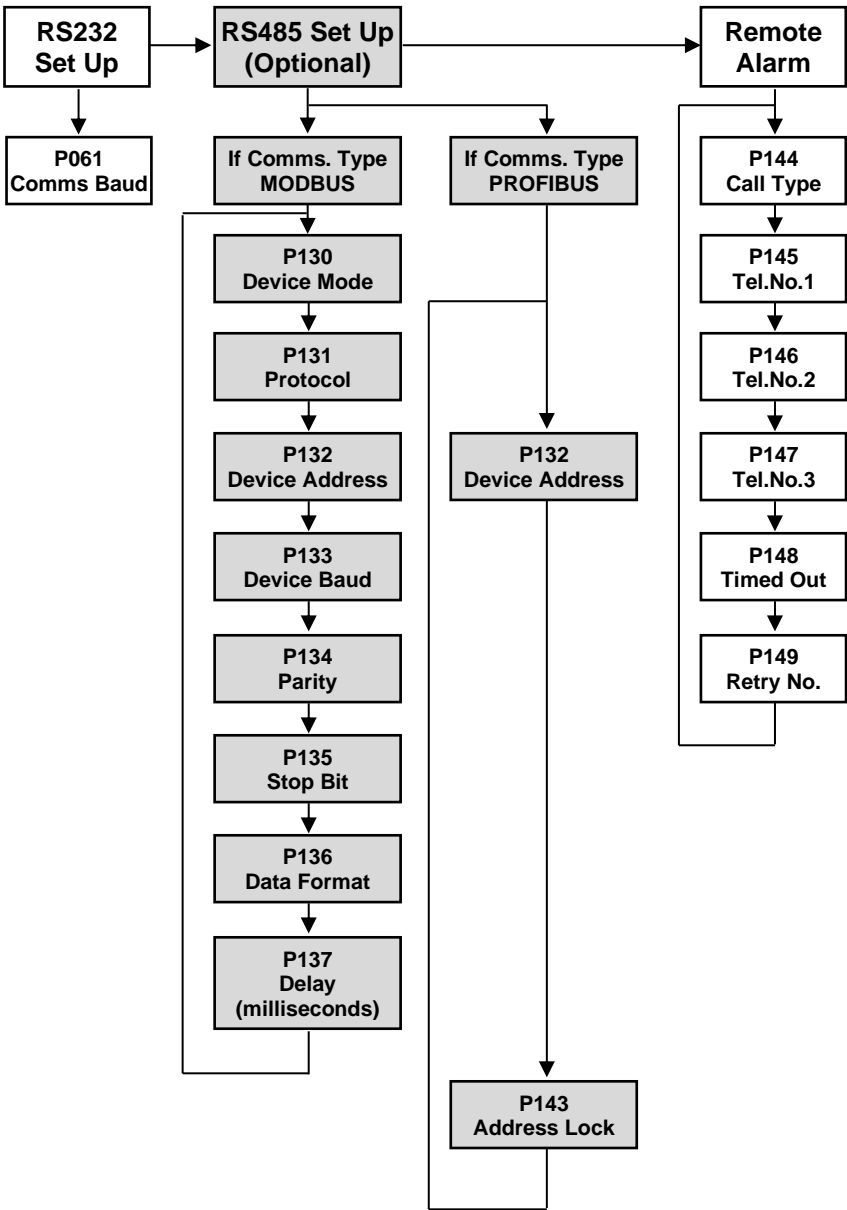 RS232
Set Up
RS485 Set Up
(Optional)
Remote
Alarm
P061
Comms Baud
If Comms. Type
MODBUS
If Comms. Type
PROFIBUS
P144
Call Type
P130
Device Mode
P145
Tel.No.1
P131
Protocol
P146
Tel.No.2
P132
Device Address
P132
Device Address
P147
Tel.No.3
P133
Device Baud
P148
Timed Out
P134
Parity
P149
Retry No.
P135
Stop Bit
P136
Data Format
P137
Delay
(milliseconds)
P143
Address Lock